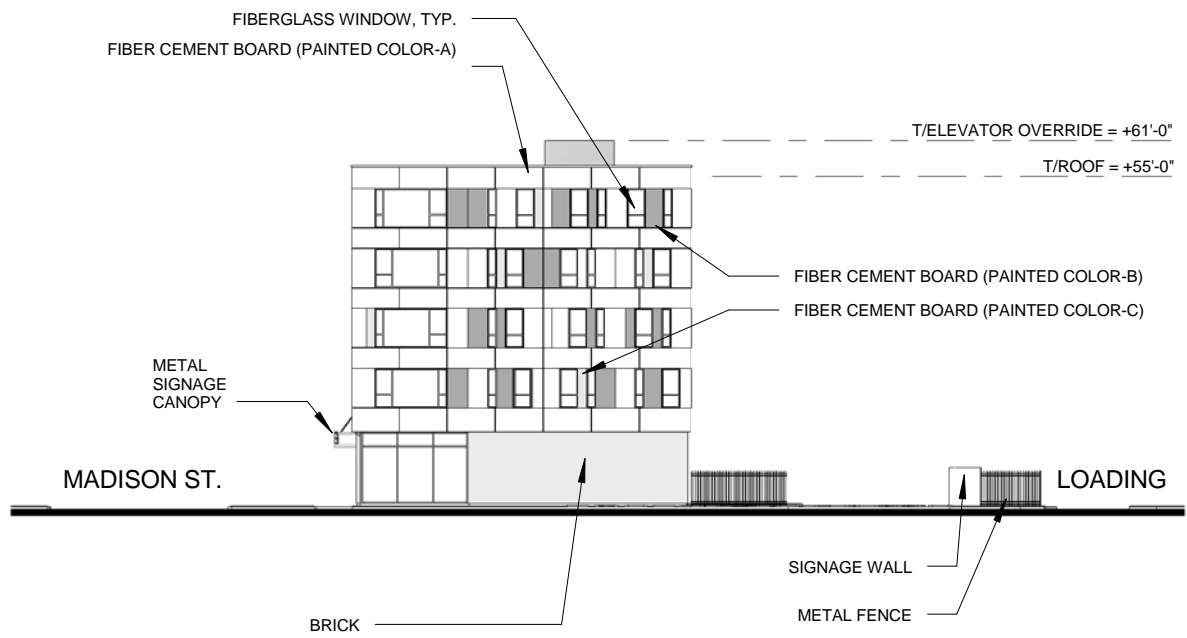 FIBERGLASS WINDOW, TYP.
FIBER CEMENT BOARD (PAINTED COLOR-A)
T/ELEVATOR OVERRIDE = +61'-0"
T/ROOF = +55'-0"
FIBER CEMENT BOARD (PAINTED COLOR-B)
FIBER CEMENT BOARD (PAINTED COLOR-C)
METAL
SIGNAGE
CANOPY
MADISON ST.
LOADING
SIGNAGE WALL
METAL FENCE
BRICK